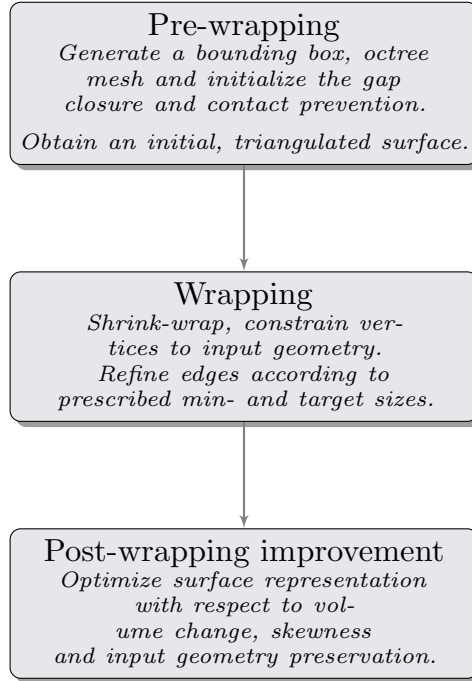 Pre-wrapping
Generate a bounding box, octree
mesh and initialize the gap
closure and contact prevention.
Obtain an initial, triangulated surface.
Wrapping
Shrink-wrap, constrain ver-
tices to input geometry.
Refine edges according to
prescribed min- and target sizes.
Post-wrapping improvement
Optimize surface representation
with respect to vol-
ume change, skewness
and input geometry preservation.